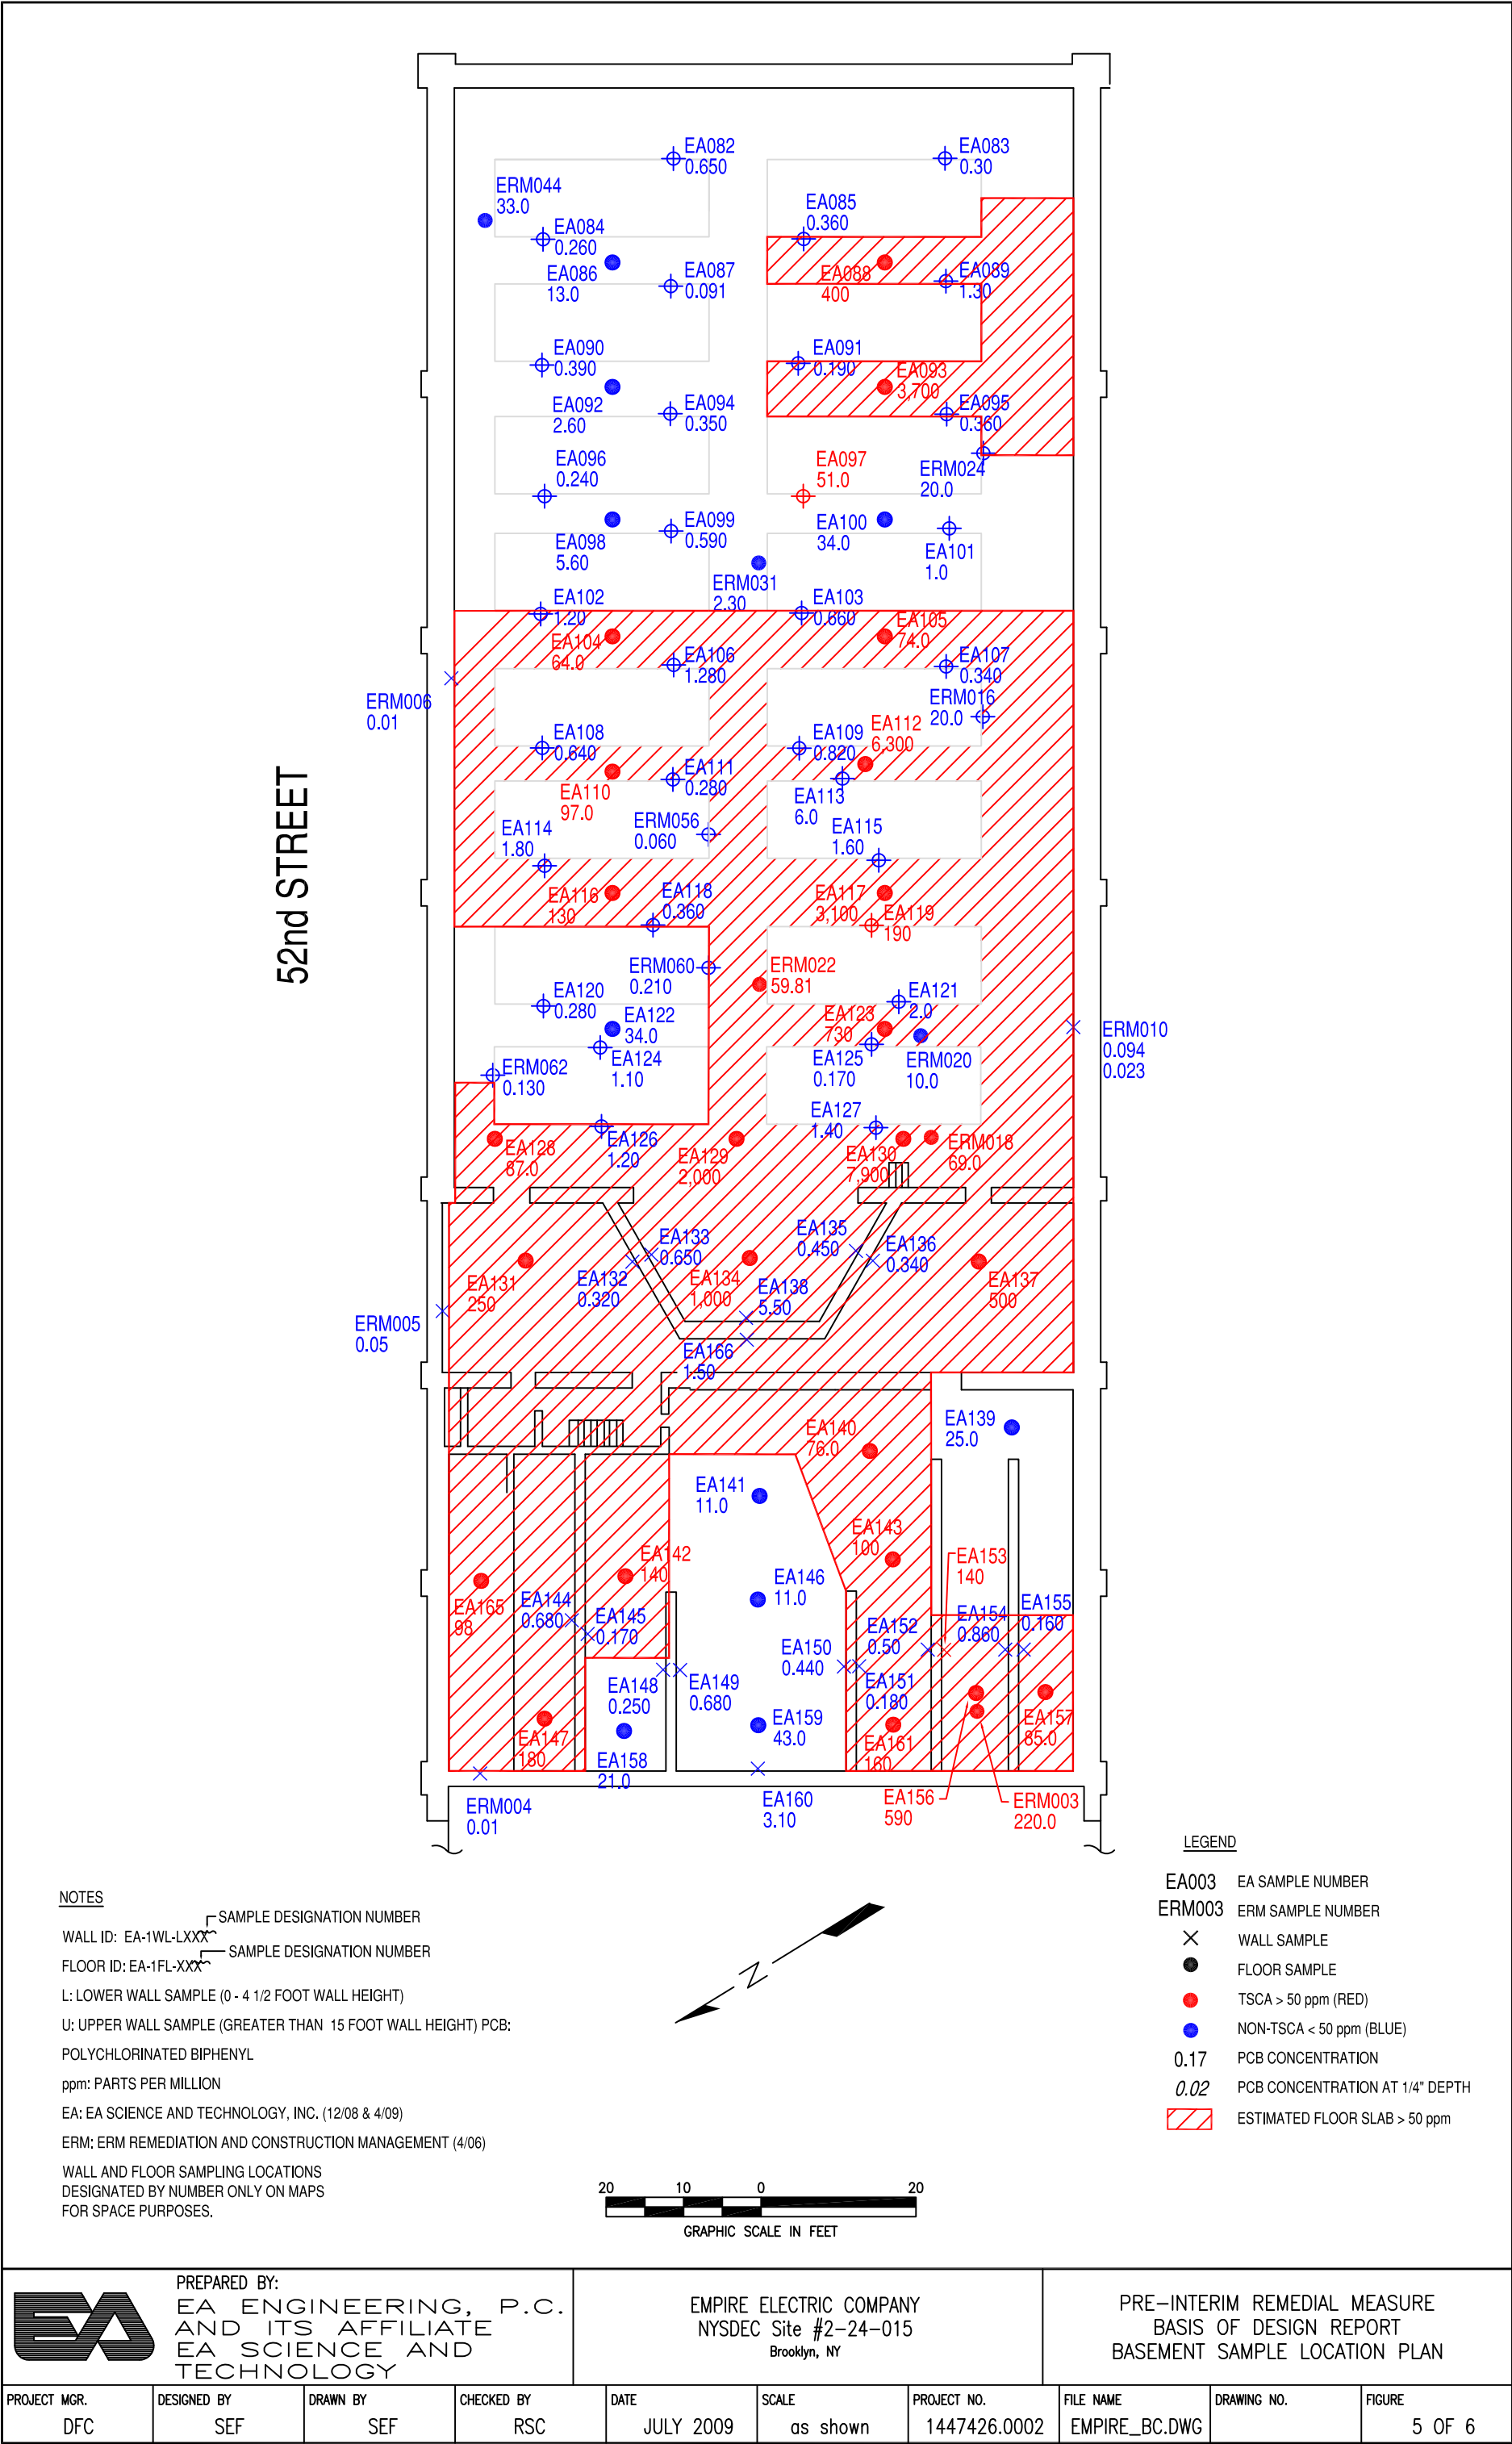 EA082
0.650
EA083
0.30
ERM044
33.0
EA084
0.260
EA085
0.360
EA086
13.0
EA087
0.091
EA088
400
EA089
1.30
EA090
0.390
EA091
0.190
EA092
2.60
EA093
3,700
EA094
0.350
EA095
0.360
EA096
0.240
EA097
51.0
ERM024
20.0
EA098
5.60
EA099
0.590
EA100
34.0
EA101
1.0
ERM031
2.30
EA102
1.20
EA103
0.660
EA104
64.0
EA105
74.0
EA106
1.280
EA107
0.340
ERM006
0.01
ERM016
20.0
EA108
0.640
EA109
0.820
EA112
6,300
EA110
97.0
EA111
0.280
EA113
6.0
EA114
1.80
ERM056
0.060
EA115
1.60
EA116
130
EA118
0.360
EA117
3,100
EA119
190
52nd STREET
ERM060
0.210
ERM022
59.81
EA120
0.280
EA122
34.0
EA121
2.0
EA123
730
ERM010
0.094
0.023
ERM062
0.130
EA124
1.10
EA125
0.170
ERM020
10.0
EA127
1.40
EA128
87.0
EA126
1.20
EA129
2,000
EA130
7,900
ERM018
69.0
EA131
250
EA132
0.320
EA133
0.650
EA134
1,000
EA135
0.450
EA136
0.340
EA137
500
EA138
5.50
ERM005
0.05
EA166
1.50
EA139
25.0
EA140
76.0
EA141
11.0
EA143
100
EA142
140
EA153
140
EA165
98
EA144
0.680
EA145
0.170
EA146
11.0
EA152
0.50
EA154
0.860
EA155
0.160
EA148
0.250
EA149
0.680
EA150
0.440
EA151
0.180
EA147
180
EA158
21.0
EA159
43.0
EA161
160
EA157
85.0
ERM004
0.01
EA160
3.10
EA156
590
ERM003
220.0
NOTES
SAMPLE DESIGNATION NUMBER
WALL ID: EA-1WL-LXXX
SAMPLE DESIGNATION NUMBER
FLOOR ID: EA-1FL-XXX
L: LOWER WALL SAMPLE (0 - 4 1/2 FOOT WALL HEIGHT)
U: UPPER WALL SAMPLE (GREATER THAN 15 FOOT WALL HEIGHT) PCB:
POLYCHLORINATED BIPHENYL
ppm: PARTS PER MILLION
EA: EA SCIENCE AND TECHNOLOGY, INC. (12/08 & 4/09)
ERM: ERM REMEDIATION AND CONSTRUCTION MANAGEMENT (4/06)
WALL AND FLOOR SAMPLING LOCATIONS
DESIGNATED BY NUMBER ONLY ON MAPS
FOR SPACE PURPOSES.
N
20 10 0 20
GRAPHIC SCALE IN FEET
LEGEND
EA003 EA SAMPLE NUMBER
ERM003 ERM SAMPLE NUMBER
WALL SAMPLE
FLOOR SAMPLE
TSCA > 50 ppm (RED)
NON-TSCA < 50 ppm (BLUE)
0.17 PCB CONCENTRATION
0.02 PCB CONCENTRATION AT 1/4" DEPTH
ESTIMATED FLOOR SLAB > 50 ppm
EA
PREPARED BY:
EA ENGINEERING, P.C.
AND ITS AFFILIATE
EA SCIENCE AND
TECHNOLOGY
EMPIRE ELECTRIC COMPANY
NYSDEC Site #2-24-015
Brooklyn, NY
PRE-INTERIM REMEDIAL MEASURE
BASIS OF DESIGN REPORT
BASEMENT SAMPLE LOCATION PLAN
PROJECT MGR. DESIGNED BY DRAWN BY CHECKED BY DATE SCALE PROJECT NO. FILE NAME DRAWING NO. FIGURE
DFC SEF SEF RSC JULY 2009 as shown 1447426.0002 EMPIRE_BC.DWG 5 OF 6